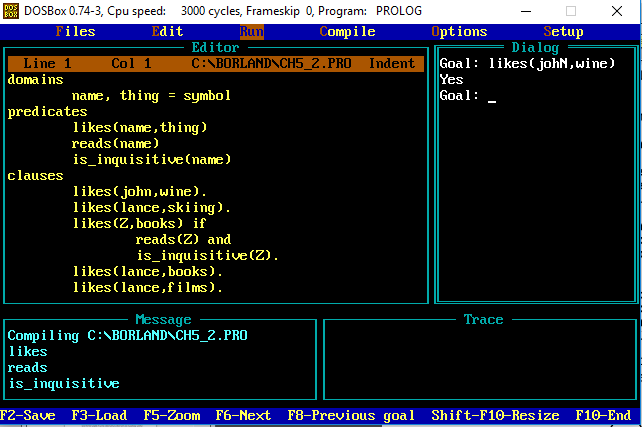 DOS BOX DOSBox 0.74-3, Cpu speed: 3000 cycles, Frameskip 0, Program: PROLOG
Files Edit Run Compile Options Setup
Editor
Line 1 Col 1 C:\BORLAND\CH5_2.PRO Indent
domains
name, thing = symbol
predicates
likes(name,thing)
reads(name)
is_inquisitive(name)
clauses
likes(john,wine).
likes(lance,skiing).
likes(Z,books) if
reads(Z) and
is_inquisitive(Z).
likes(lance,books).
likes(lance,films).
Dialog
Goal: likes(johN,wine)
Yes
Goal: _
Message
Compiling C:\BORLAND\CH5_2.PRO
likes
reads
is_inquisitive
Trace
F2-Save F3-Load F5-Zoom F6-Next F8-Previous goal Shift-F10-Resize F10-End